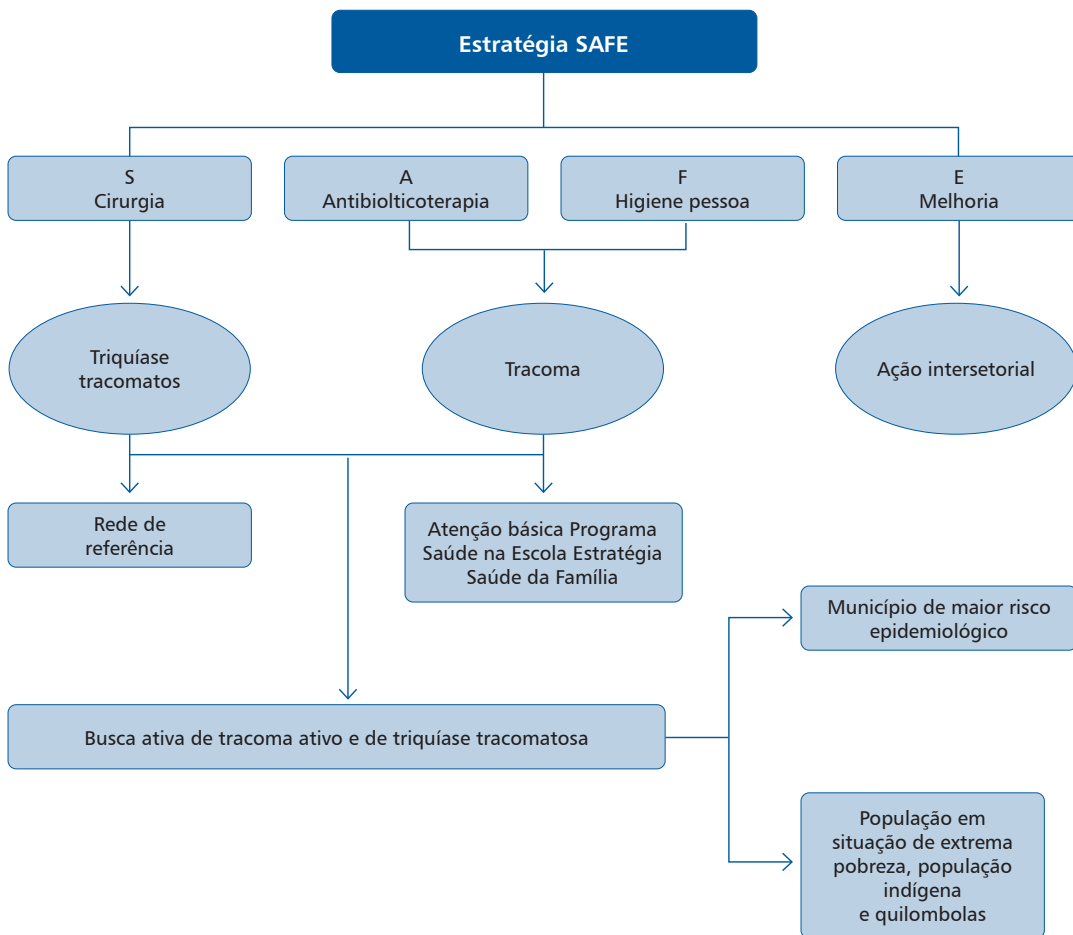 Estratégia SAFE
S
Cirurgia
A
Antibiolticoterapia
F
Higiene pessoa
E
Melhoria
Triquíase
tracomatos
Tracoma
Ação intersetorial
Rede de
referência
Atenção básica Programa
Saúde na Escola Estratégia
Saúde da Família
Município de maior risco
epidemiológico
Busca ativa de tracoma ativo e de triquíase tracomatosa
População em
situação de extrema
pobreza, população
indígena
e quilombolas